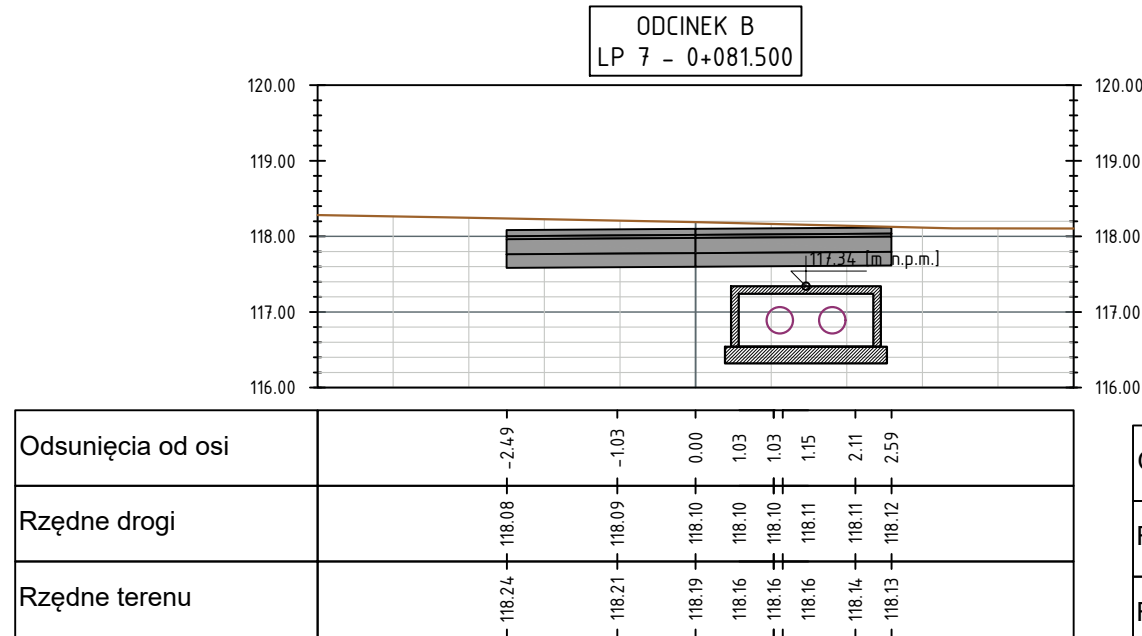 ODCINEK B
LP 7 - 0+081.500
120.00 120.00
119.00 119.00
118.00 118.00
117.34 [m n.p.m.]
117.00 117.00
116.00 116.00
Odsunięcia od osi -2.49 -1.03 0.00 1.03 1.03 1.15 2.11 2.59
Rzędne drogi 118.08 118.09 118.10 118.10 118.10 118.11 118.11 118.12
Rzędne terenu 118.24 118.21 118.19 118.16 118.16 118.16 118.14 118.13